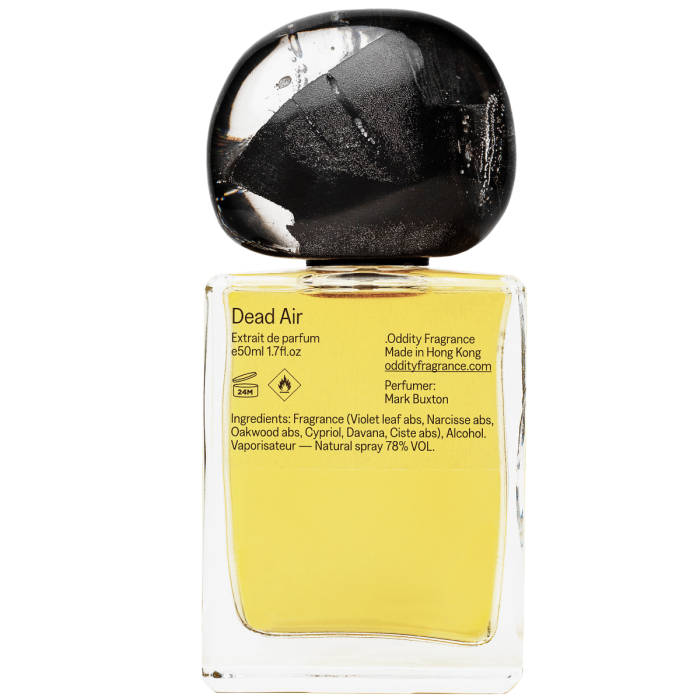 Dead Air
Extrait de parfum
e50ml 1.7fl.oz
24M
.Oddity Fragrance
Made in Hong Kong
oddityfragrance.com
Perfumer:
Mark Buxton
Ingredients: Fragrance (Violet leaf abs, Narcisse abs,
Oakwood abs, Cypriol, Davana, Ciste abs), Alcohol.
Vaporisateur — Natural spray 78% VOL.